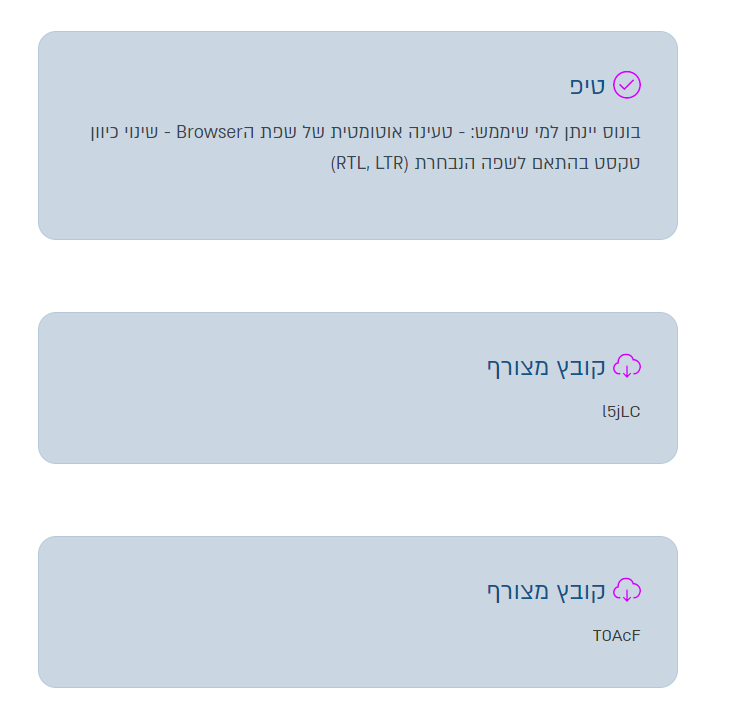 טיפ
בונוס יינתן למי שיממש: - טעינה אוטומטית של שפת הBrowser - שינוי כיוון
טקסט בהתאם לשפה הנבחרת (RTL, LTR)
קובץ מצורף
l5jLC
קובץ מצורף
T0AcF